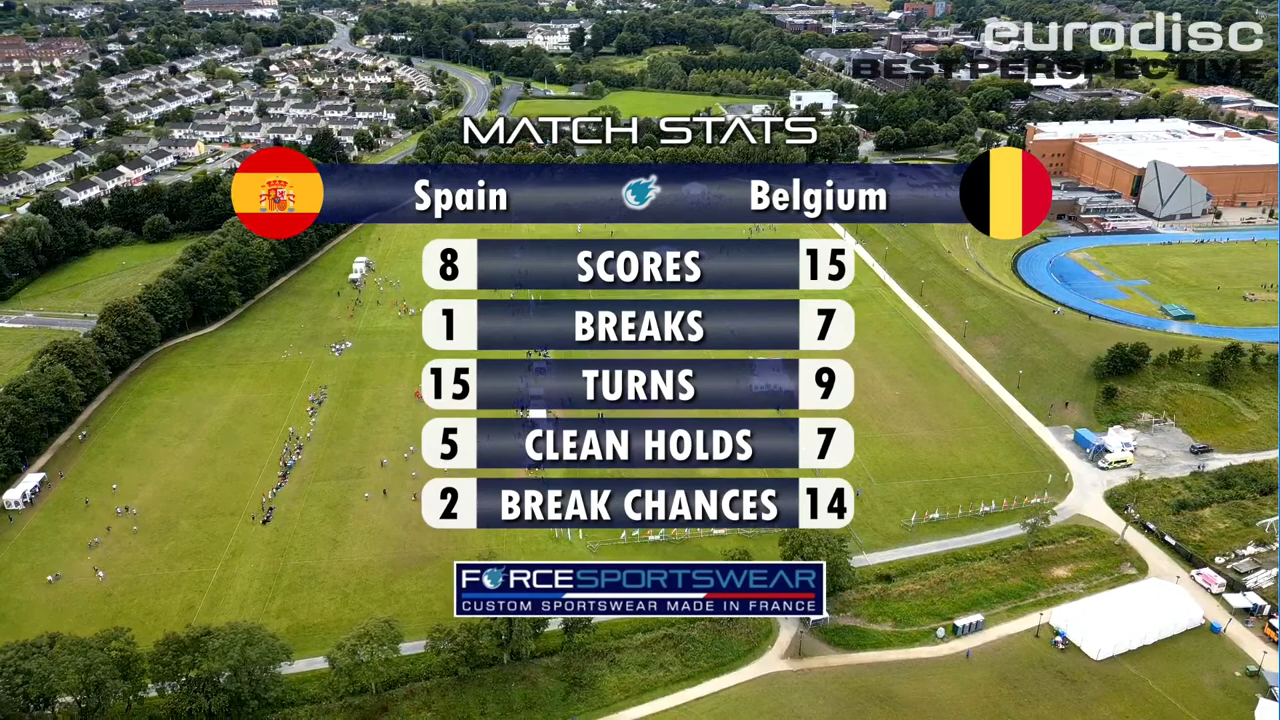 eurodisc
BEST PERSPECTIVE
MATCH STATS
Spain Belgium
8 SCORES 15
1 BREAKS 7
15 TURNS 9
5 CLEAN HOLDS 7
2 BREAK CHANCES 14
FORCESPORTSWEAR
CUSTOM SPORTSWEAR MADE IN FRANCE